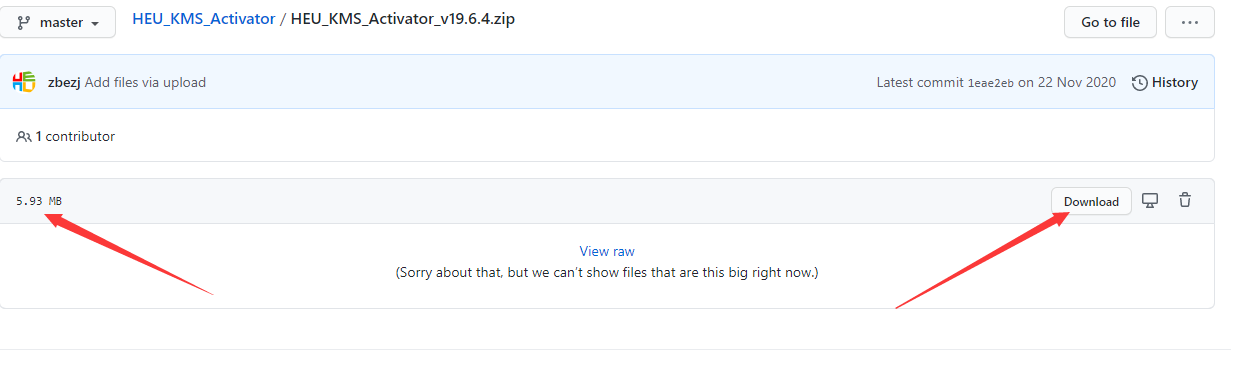 master
HEU_KMS_Activator / HEU_KMS_Activator_v19.6.4.zip
Go to file
zbezj Add files via upload
Latest commit 1eae2eb on 22 Nov 2020
History
1 contributor
5.93 MB
Download
View raw
(Sorry about that, but we can’t show files that are this big right now.)